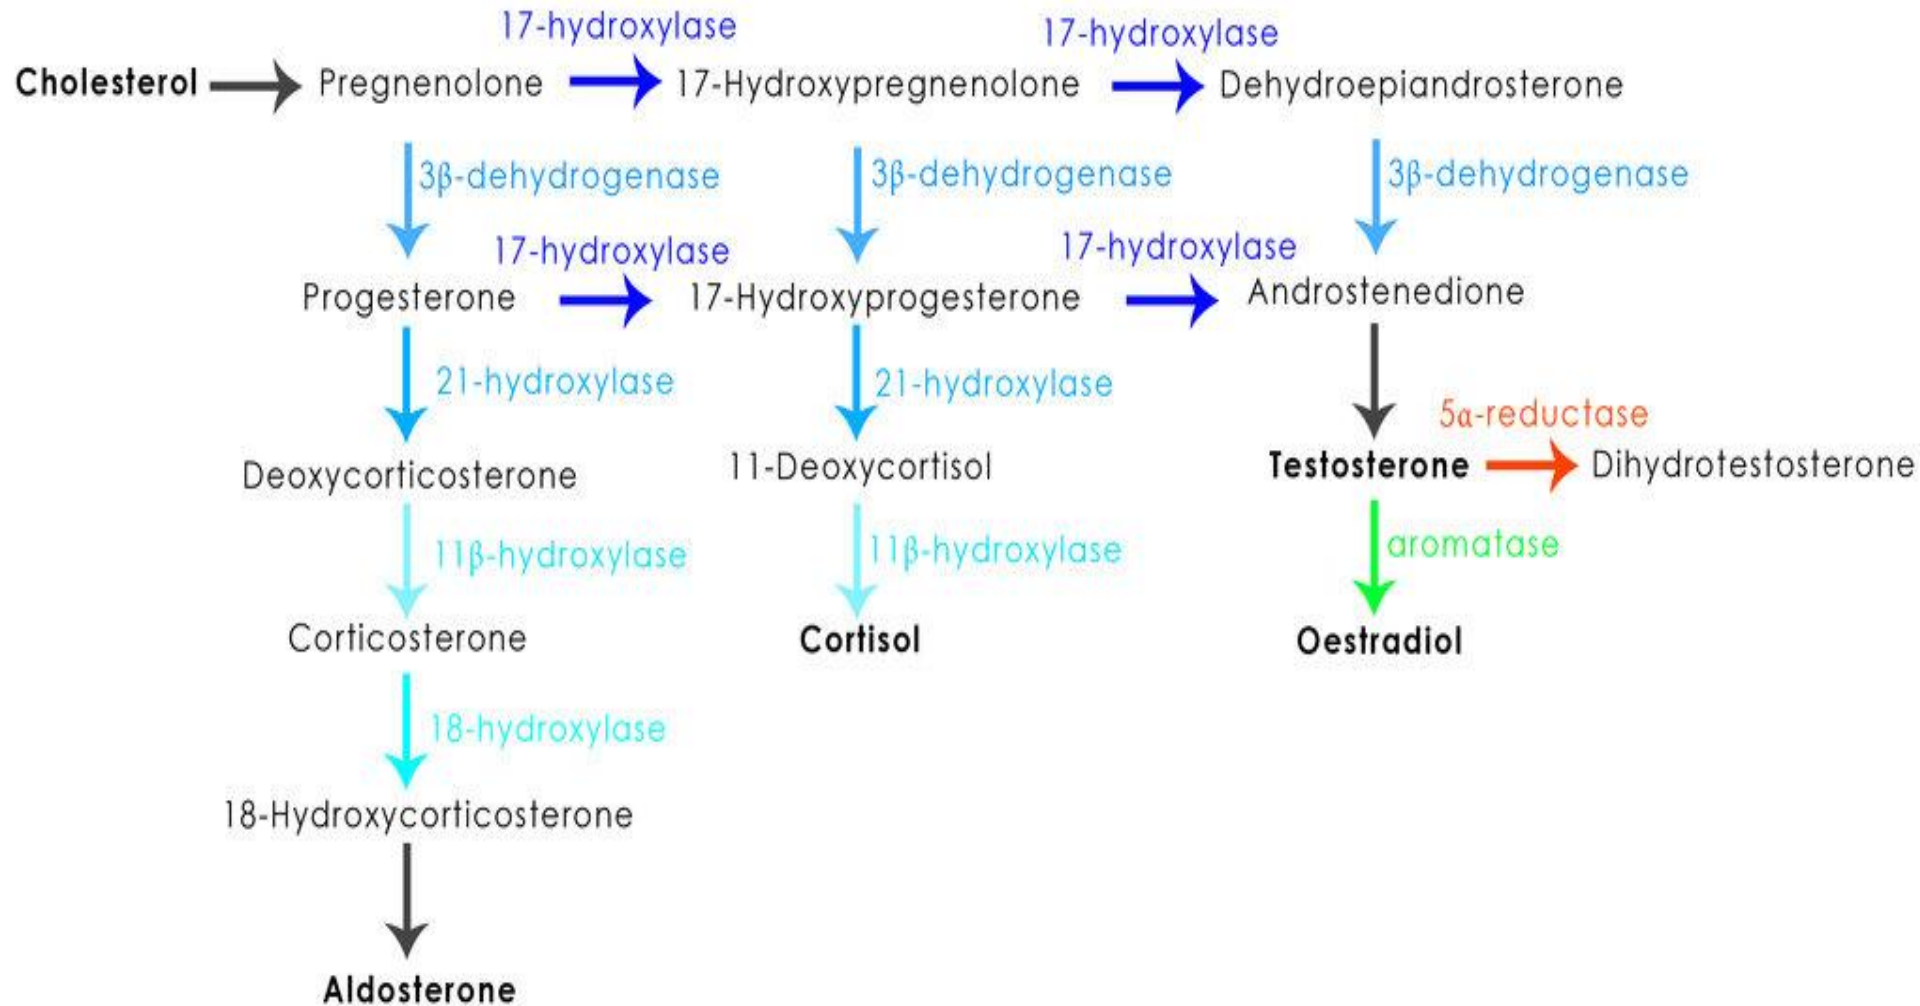 17-hydroxylase
17-hydroxylase
Cholesterol
Pregnenolone
17-Hydroxypregnenolone
Dehydroepiandrosterone
3β-dehydrogenase
3β-dehydrogenase
3β-dehydrogenase
17-hydroxylase
17-hydroxylase
Progesterone
17-Hydroxyprogesterone
Androstenedione
21-hydroxylase
21-hydroxylase
5α-reductase
Deoxycorticosterone
11-Deoxycortisol
Testosterone
Dihydrotestosterone
11β-hydroxylase
11β-hydroxylase
aromatase
Corticosterone
Cortisol
Oestradiol
18-hydroxylase
18-Hydroxycorticosterone
Aldosterone